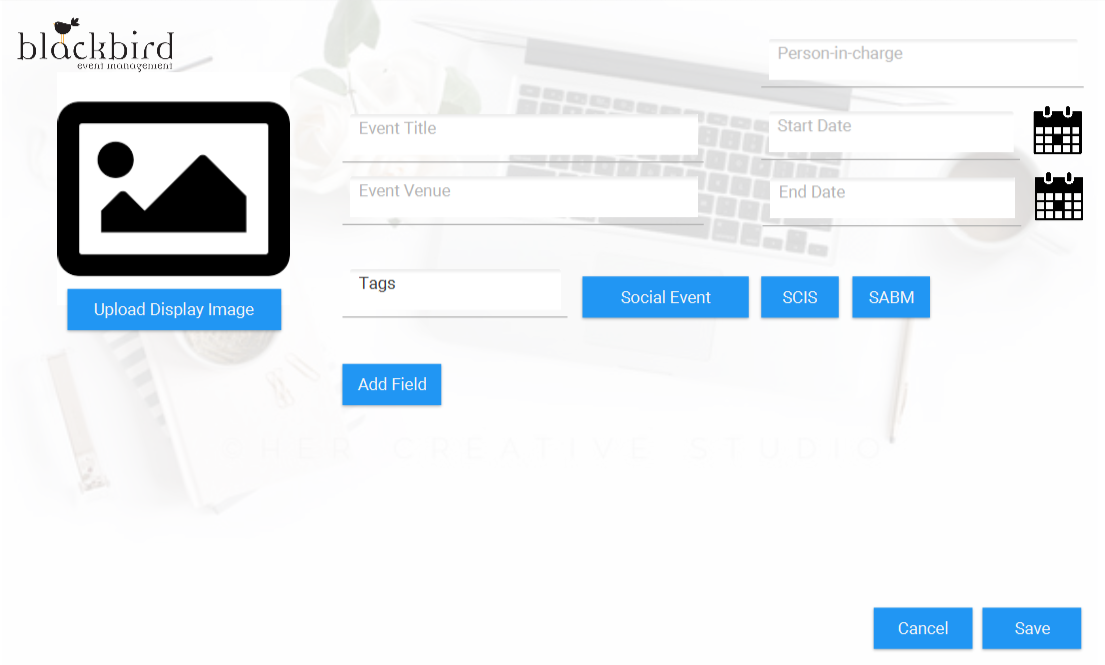 blackbird
event management
Person-in-charge
Event Title
Start Date
Event Venue
End Date
Upload Display Image
Tags
Social Event
SCIS
SABM
Add Field
CHER CREATIVE STUDIO
Cancel
Save